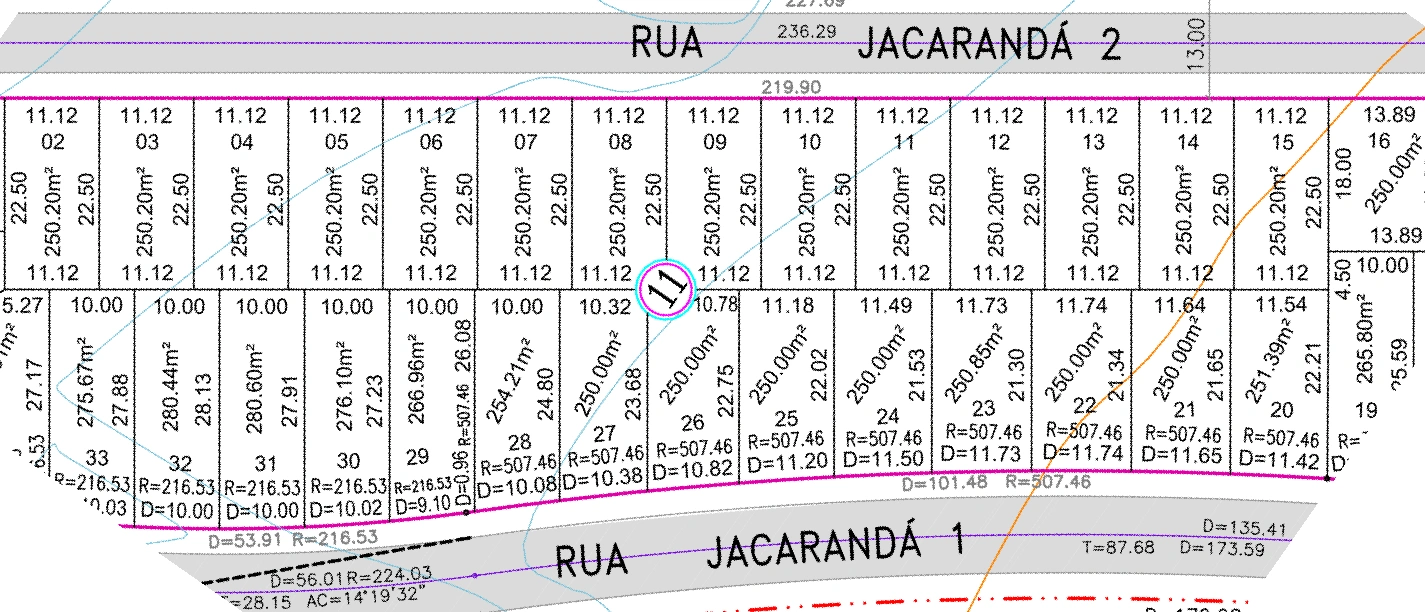 227.69
RUA 236.29 JACARANDÁ 2 13.00
219.90
11.12 11.12 11.12 11.12 11.12 11.12 11.12 11.12 11.12 11.12 11.12 11.12 11.12 11.12 13.89
02 03 04 05 06 07 08 09 10 11 12 13 14 15 16
22.50 250.20m² 22.50 250.20m² 22.50 250.20m² 22.50 250.20m² 22.50 250.20m² 22.50 250.20m² 22.50 250.20m² 22.50 250.20m² 22.50 250.20m² 22.50 250.20m² 22.50 250.20m² 22.50 250.20m² 22.50 250.20m² 22.50 250.20m² 22.50 18.00 250.00m²
13.89
11.12 11.12 11.12 11.12 11.12 11.12 11.12 11.12 11.12 11.12 11.12 11.12 11.12 11.12 4.50 10.00
11
5.27 10.00 10.00 10.00 10.00 10.00 10.32 10.78 11.18 11.49 11.73 11.74 11.64 11.54
27.17 275.67m² 27.88 280.44m² 28.13 280.60m² 27.91 276.10m² 27.23 266.96m² 26.08 254.21m² 24.80 250.00m² 23.68 250.00m² 22.75 250.00m² 22.02 250.00m² 21.53 250.85m² 21.30 250.00m² 21.34 250.00m² 21.65 251.39m² 22.21 265.80m² 25.59
33 32 31 30 29 28 27 26 25 24 23 22 21 20 19
R=216.53 R=216.53 R=216.53 R=216.53 R=216.53 R=507.46 R=507.46 R=507.46 R=507.46 R=507.46 R=507.46 R=507.46 R=507.46 R=507.46 R=507.46 R=
D=10.00 D=10.00 D=10.02 D=9.10 D=0.96 D=10.08 D=10.38 D=10.82 D=11.20 D=11.50 D=11.73 D=11.74 D=11.65 D=11.42
D=101.48 R=507.46
D=53.91 R=216.53
RUA JACARANDÁ 1
D=135.41
T=87.68 D=173.59
D=56.01 R=224.03
=28.15 AC=14°19'32"